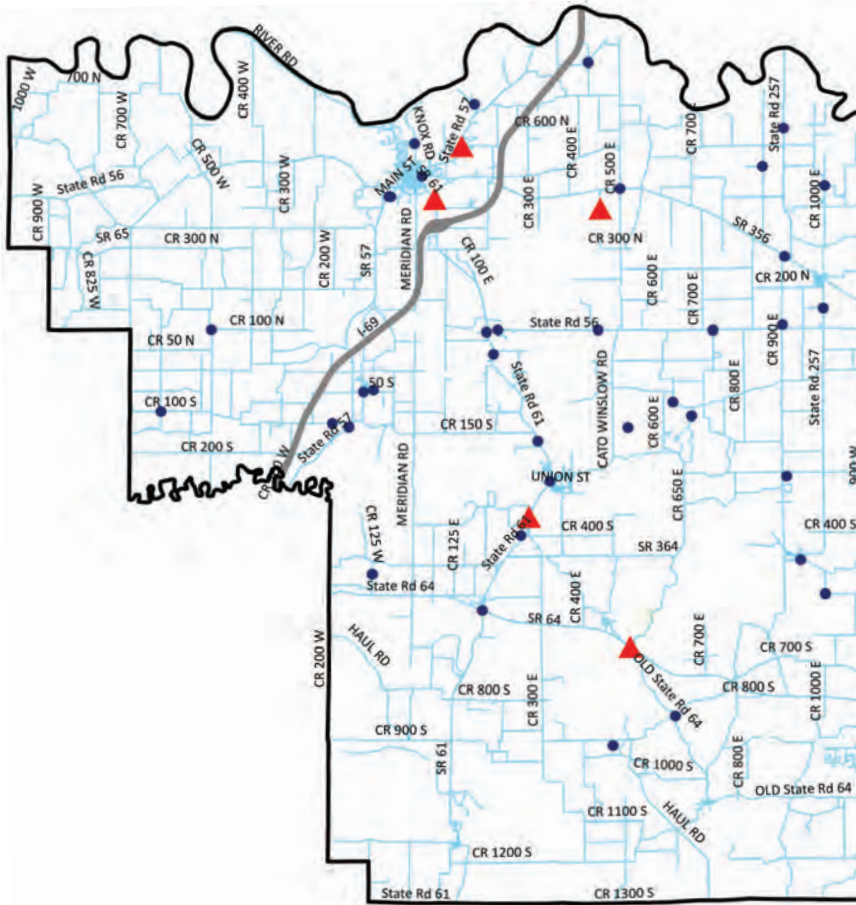 RIVER RD
700 N
1000 W
CR 700 W
CR 400 W
KNOX RD
State Rd 57
CR 600 N
CR 400 E
CR 500 E
State Rd 257
CR 500 W
State Rd 56
CR 300 W
MAIN ST
SR 61
CR 300 E
CR 1000 E
CR 900 W
SR 65
CR 300 N
CR 200 W
SR 57
MERIDIAN RD
CR 300 N
SR 356
CR 100 E
CR 200 N
CR 825 W
CR 600 E
CR 700 E
CR 100 N
I-69
State Rd 56
CR 900 E
CR 50 N
CR 800 E
State Rd 257
50 S
State Rd 61
CATO WINSLOW RD
CR 100 S
State Rd 57
CR 150 S
CR 600 E
CR 200 S
MERIDIAN RD
UNION ST
CR 650 E
900 W
CR 125 W
CR 125 E
State Rd 61
CR 400 S
CR 400 S
SR 364
State Rd 64
CR 400 E
SR 64
HAUL RD
CR 200 W
CR 700 E
CR 700 S
OLD State Rd 64
CR 800 S
CR 300 E
CR 800 S
CR 1000 E
CR 900 S
SR 61
CR 1000 S
CR 800 E
OLD State Rd 64
CR 1100 S
HAUL RD
CR 1200 S
State Rd 61
CR 1300 S